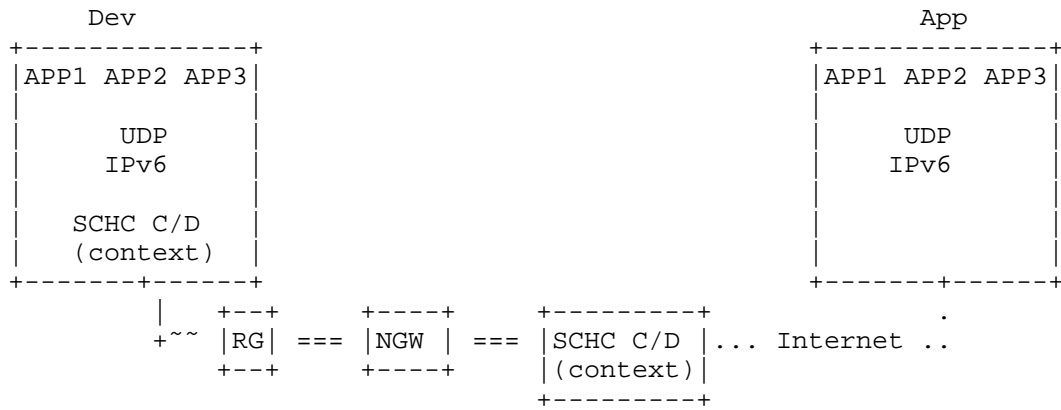 Dev App
+--------------+ +--------------+
|APP1 APP2 APP3| |APP1 APP2 APP3|
| | | |
| UDP | | UDP |
| IPv6 | | IPv6 |
| | | |
| SCHC C/D | | |
| (context) | | |
+-------+------+ +-------+------+
| +--+ +----+ +---------+ .
+~~ |RG| === |NGW | === |SCHC C/D |... Internet ..
+--+ +----+ |(context)|
+---------+